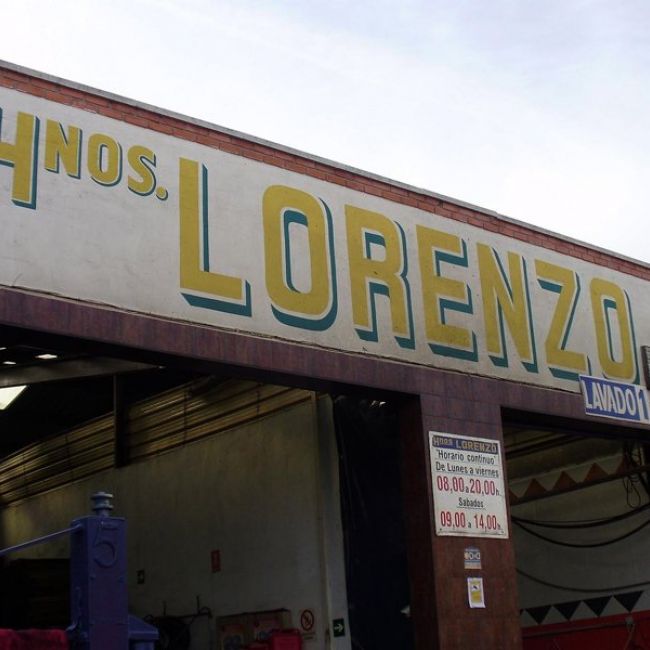 HNOS. LORENZO
LAVADO 1
HNOS LORENZO
"Horario continuo"
De Lunes a viernes
08,00 a 20,00 h.
Sabados
09,00 a 14,00 h.
5